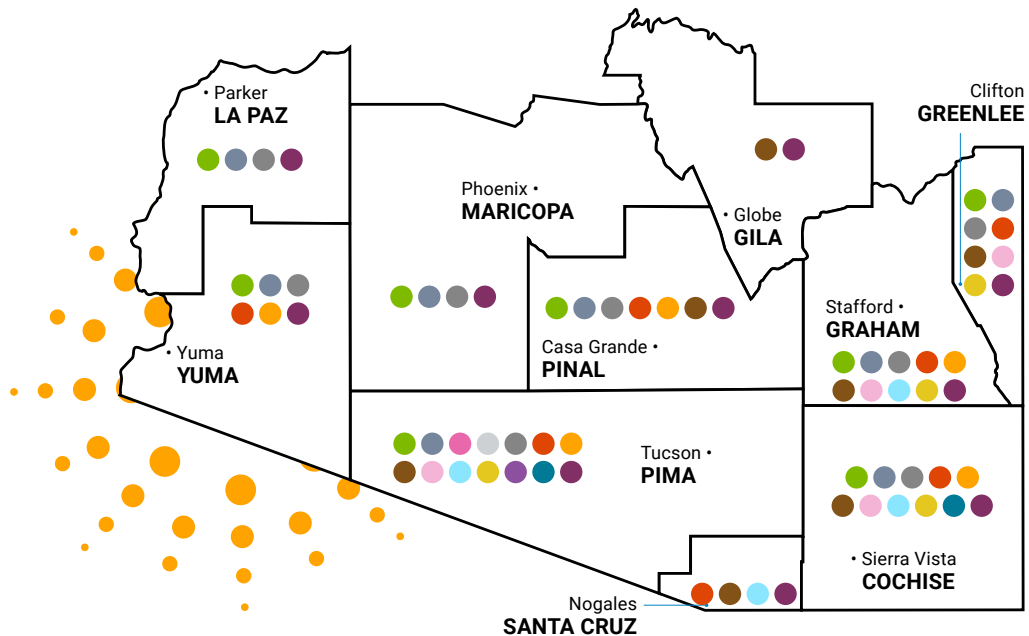 Parker
LA PAZ
Clifton
GREENLEE
Phoenix
MARICOPA
Globe
GILA
Stafford
GRAHAM
Yuma
YUMA
Casa Grande
PINAL
Tucson
PIMA
Sierra Vista
COCHISE
Nogales
SANTA CRUZ